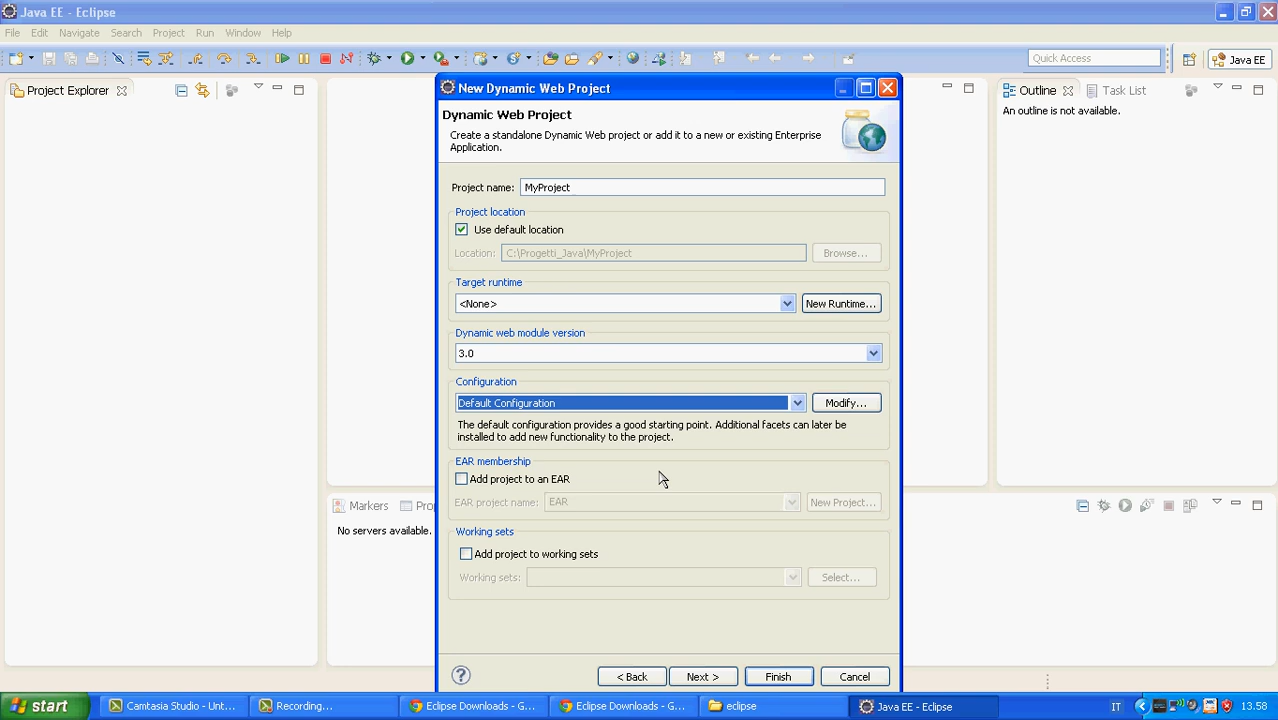 Java EE - Eclipse
File Edit Navigate Search Project Run Window Help
Quick Access
Java EE
Project Explorer
New Dynamic Web Project
Dynamic Web Project
Create a standalone Dynamic Web project or add it to a new or existing Enterprise
Application.
Project name: MyProject
Project location
Use default location
Location: C:\Progetti_Java\MyProject Browse...
Target runtime
<None> New Runtime...
Dynamic web module version
3.0
Configuration
Default Configuration Modify...
The default configuration provides a good starting point. Additional facets can later be
installed to add new functionality to the project.
EAR membership
Add project to an EAR
EAR project name: EAR New Project...
Working sets
Add project to working sets
Working sets: Select...
< Back Next > Finish Cancel
Outline Task List
An outline is not available.
Markers Prop
No servers available.
start Camtasia Studio - Unt... Recording... Eclipse Downloads - G... Eclipse Downloads - G... eclipse Java EE - Eclipse IT 13.58